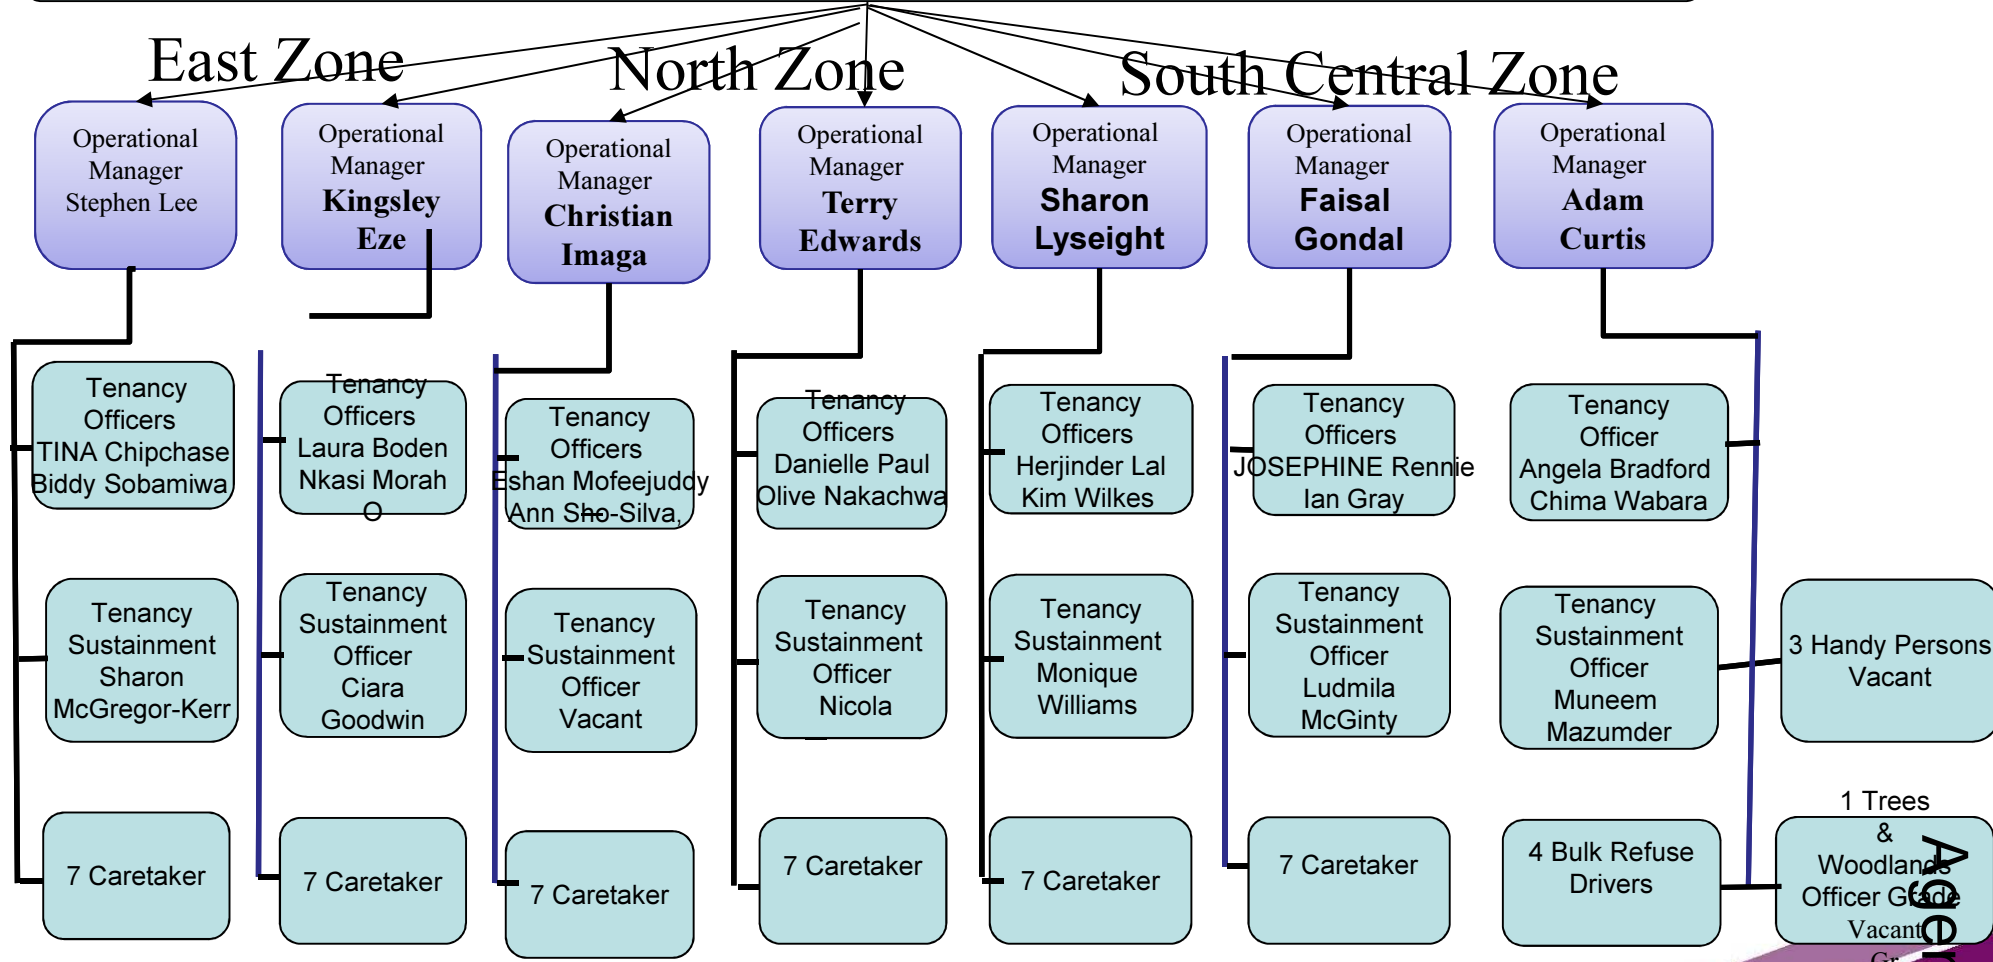 East Zone
North Zone
South Central Zone
Operational
Manager
Stephen Lee
Operational
Manager
Kingsley
Eze
Operational
Manager
Christian
Imaga
Operational
Manager
Terry
Edwards
Operational
Manager
Sharon
Lyseight
Operational
Manager
Faisal
Gondal
Operational
Manager
Adam
Curtis
Tenancy
Officers
TINA Chipchase
Biddy Sobamiwa
Tenancy
Officers
Laura Boden
Nkasi Morah
O
Tenancy
Officers
Eshan Mofeejuddy
Ann Sho-Silva,
Tenancy
Officers
Danielle Paul
Olive Nakachwa
Tenancy
Officers
Herjinder Lal
Kim Wilkes
Tenancy
Officers
JOSEPHINE Rennie
Ian Gray
Tenancy
Officer
Angela Bradford
Chima Wabara
Tenancy
Sustainment
Sharon
McGregor-Kerr
Tenancy
Sustainment
Officer
Ciara
Goodwin
Tenancy
Sustainment
Officer
Vacant
Tenancy
Sustainment
Officer
Nicola
Tenancy
Sustainment
Monique
Williams
Tenancy
Sustainment
Officer
Ludmila
McGinty
Tenancy
Sustainment
Officer
Muneem
Mazumder
3 Handy Persons
Vacant
7 Caretaker
7 Caretaker
7 Caretaker
7 Caretaker
7 Caretaker
7 Caretaker
4 Bulk Refuse
Drivers
1 Trees
&
Woodlands
Officer Grade
Vacant
Gr
Agen